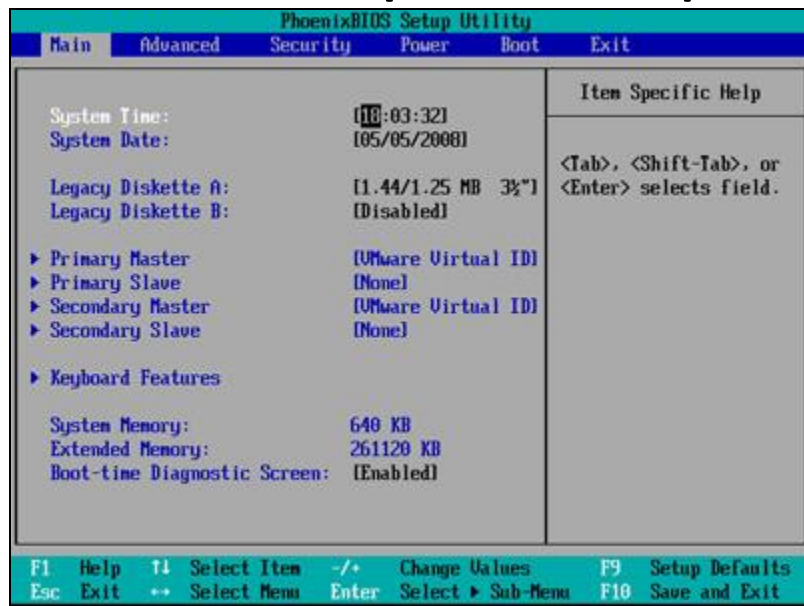 PhoenixBIOS Setup Utility
Main Advanced Security Power Boot Exit
Item Specific Help
System Time: [18:03:32]
System Date: [05/05/2008]
<Tab>, <Shift-Tab>, or
<Enter> selects field.
Legacy Diskette A: [1.44/1.25 MB 3½"]
Legacy Diskette B: [Disabled]
▶ Primary Master [VMware Virtual ID]
▶ Primary Slave [None]
▶ Secondary Master [VMware Virtual ID]
▶ Secondary Slave [None]
▶ Keyboard Features
System Memory: 640 KB
Extended Memory: 261120 KB
Boot-time Diagnostic Screen: [Enabled]
F1 Help ↑↓ Select Item -/+ Change Values F9 Setup Defaults
Esc Exit ↔ Select Menu Enter Select ▶ Sub-Menu F10 Save and Exit